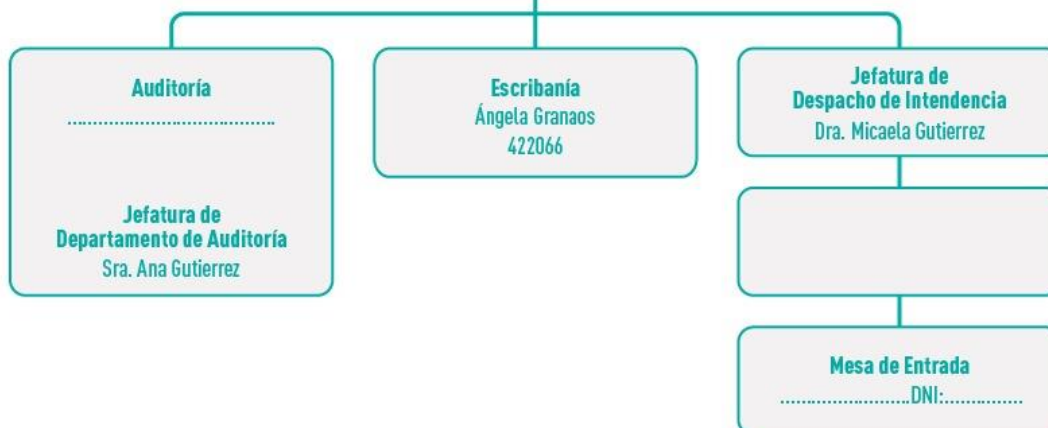 Auditoría
......................................
Jefatura de
Departamento de Auditoría
Sra. Ana Gutierrez
Escribanía
Ángela Granaos
422066
Jefatura de
Despacho de Intendencia
Dra. Micaela Gutierrez
Mesa de Entrada
........................DNI:...............